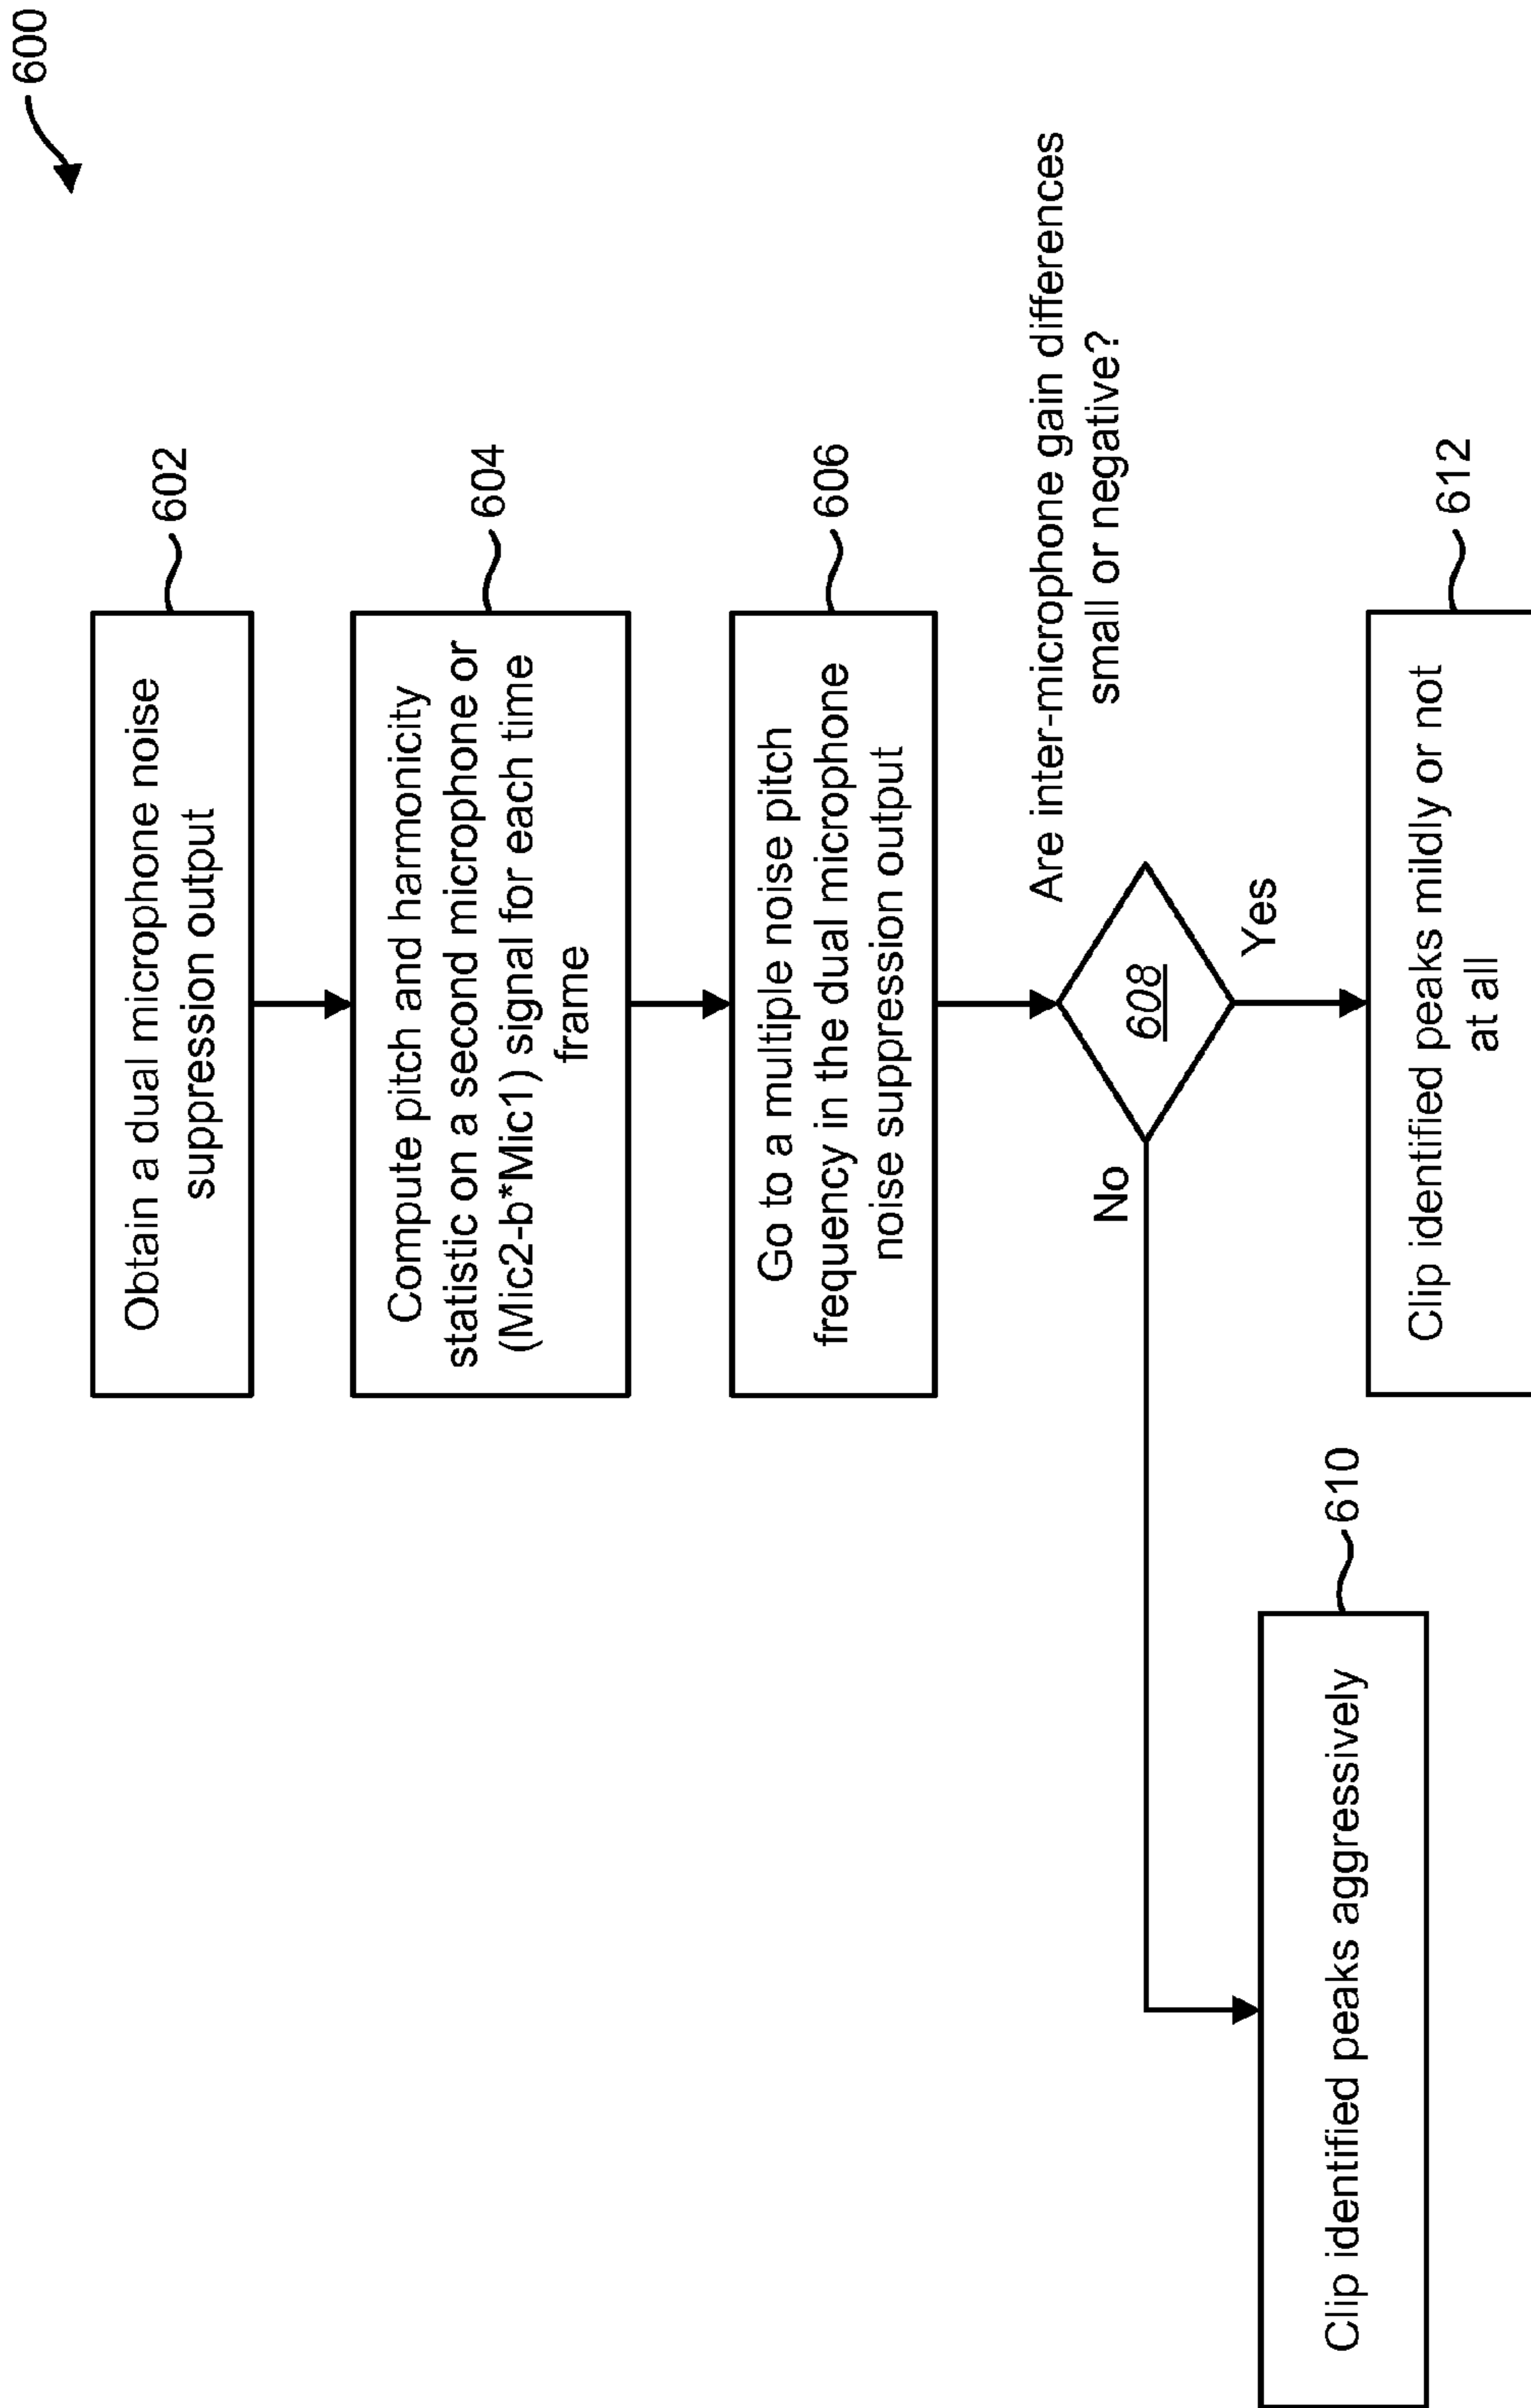 600
Obtain a dual microphone noise
suppression output
602
Compute pitch and harmonicity
statistic on a second microphone or
(Mic2-b*Mic1) signal for each time
frame
604
Go to a multiple noise pitch
frequency in the dual microphone
noise suppression output
606
Are inter-microphone gain differences
small or negative?
608
No
Yes
Clip identified peaks aggressively
610
Clip identified peaks mildly or not
at all
612